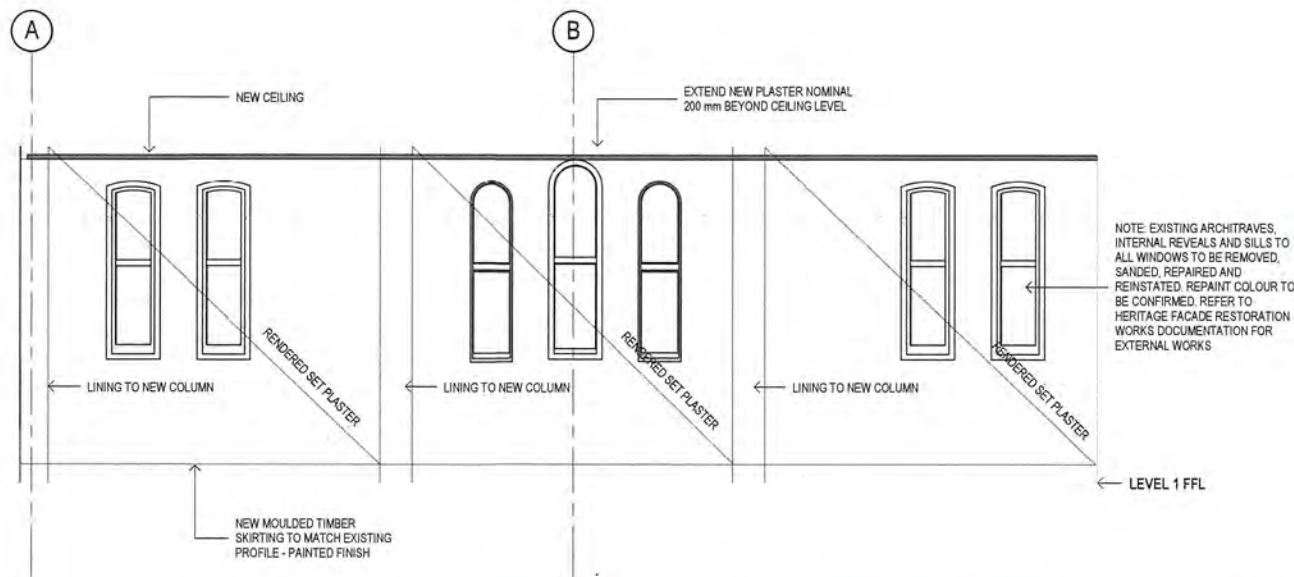 A
B
NEW CEILING
EXTEND NEW PLASTER NOMINAL
200 mm BEYOND CEILING LEVEL
NOTE: EXISTING ARCHITRAVES,
INTERNAL REVEALS AND SILLS TO
ALL WINDOWS TO BE REMOVED,
SANDED, REPAIRED AND
REINSTATED. REPAINT COLOUR TO
BE CONFIRMED. REFER TO
HERITAGE FACADE RESTORATION
WORKS DOCUMENTATION FOR
EXTERNAL WORKS
RENDERED SET PLASTER
RENDERED SET PLASTER
RENDERED SET PLASTER
LINING TO NEW COLUMN
LINING TO NEW COLUMN
LINING TO NEW COLUMN
LEVEL 1 FFL
NEW MOULDED TIMBER
SKIRTING TO MATCH EXISTING
PROFILE - PAINTED FINISH